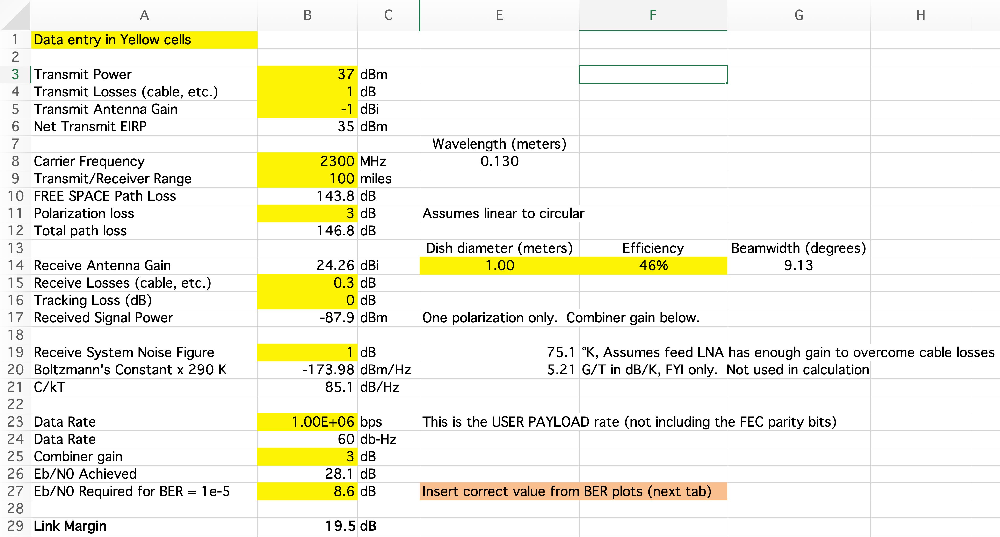 A B C E F G H
1 Data entry in Yellow cells
2
3 Transmit Power 37 dBm
4 Transmit Losses (cable, etc.) 1 dB
5 Transmit Antenna Gain -1 dBi
6 Net Transmit EIRP 35 dBm
7 Wavelength (meters)
8 Carrier Frequency 2300 MHz 0.130
9 Transmit/Receiver Range 100 miles
10 FREE SPACE Path Loss 143.8 dB
11 Polarization loss 3 dB Assumes linear to circular
12 Total path loss 146.8 dB
13 Dish diameter (meters) Efficiency Beamwidth (degrees)
14 Receive Antenna Gain 24.26 dBi 1.00 46% 9.13
15 Receive Losses (cable, etc.) 0.3 dB
16 Tracking Loss (dB) 0 dB
17 Received Signal Power -87.9 dBm One polarization only.  Combiner gain below.
18
19 Receive System Noise Figure 1 dB 75.1 °K, Assumes feed LNA has enough gain to overcome cable losses
20 Boltzmann's Constant x 290 K -173.98 dBm/Hz 5.21 G/T in dB/K, FYI only.  Not used in calculation
21 C/kT 85.1 dB/Hz
22
23 Data Rate 1.00E+06 bps This is the USER PAYLOAD rate (not including the FEC parity bits)
24 Data Rate 60 db-Hz
25 Combiner gain 3 dB
26 Eb/N0 Achieved 28.1 dB
27 Eb/N0 Required for BER = 1e-5 8.6 dB Insert correct value from BER plots (next tab)
28
29 Link Margin 19.5 dB